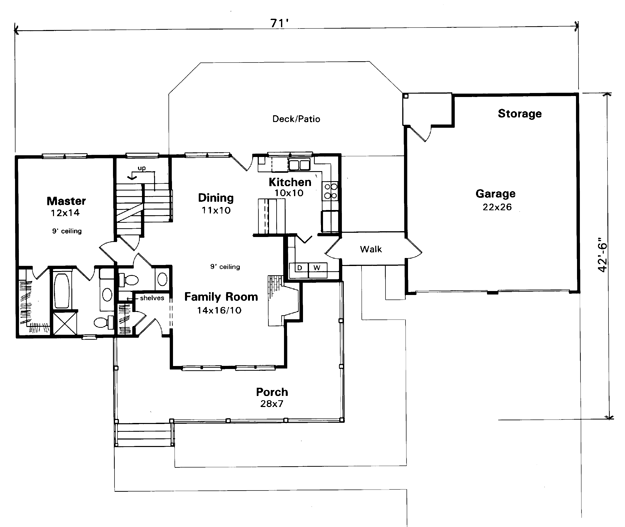 71'
Deck/Patio
Storage
up
Master
12x14
9' ceiling
Dining
11x10
Kitchen
10x10
Garage
22x26
Walk
42'-6"
9' ceiling
D W
shelves
Family Room
14x16/10
Porch
28x7